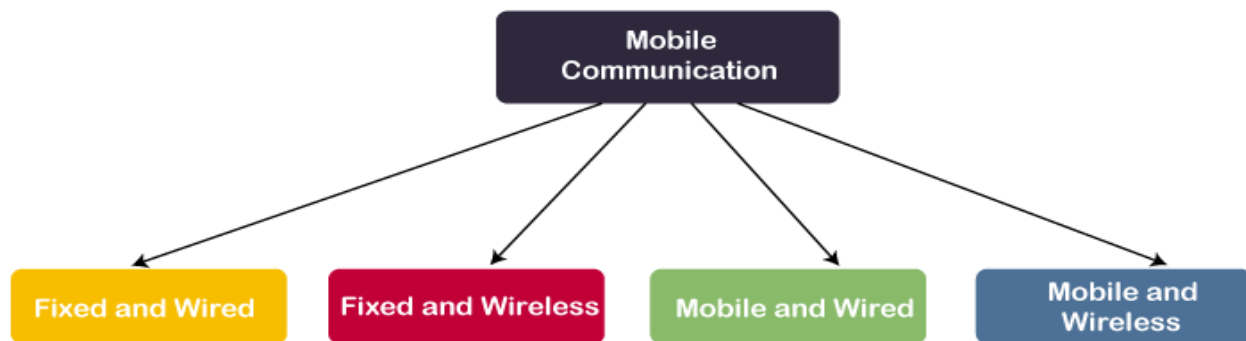 Mobile
Communication
Fixed and Wired
Fixed and Wireless
Mobile and Wired
Mobile and
Wireless